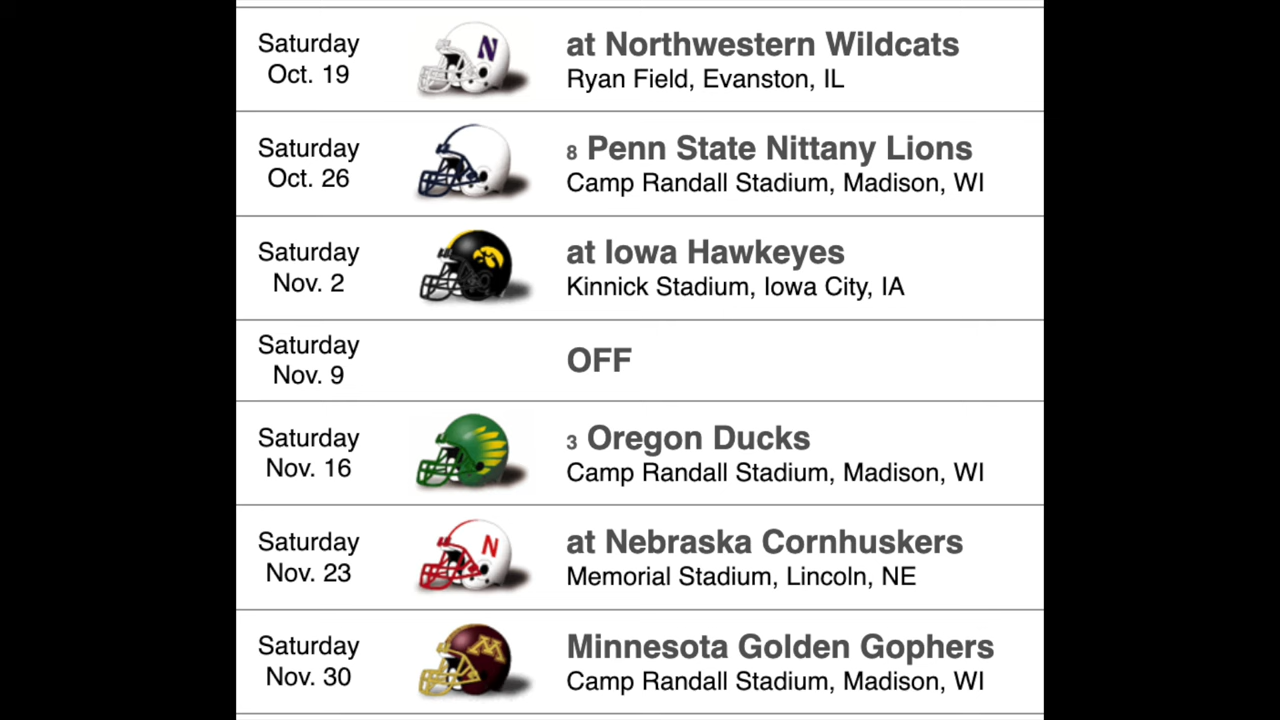 Saturday
Oct. 19
N
at Northwestern Wildcats
Ryan Field, Evanston, IL
Saturday
Oct. 26
8 Penn State Nittany Lions
Camp Randall Stadium, Madison, WI
Saturday
Nov. 2
at Iowa Hawkeyes
Kinnick Stadium, Iowa City, IA
Saturday
Nov. 9
OFF
Saturday
Nov. 16
3 Oregon Ducks
Camp Randall Stadium, Madison, WI
Saturday
Nov. 23
N
at Nebraska Cornhuskers
Memorial Stadium, Lincoln, NE
Saturday
Nov. 30
M
Minnesota Golden Gophers
Camp Randall Stadium, Madison, WI